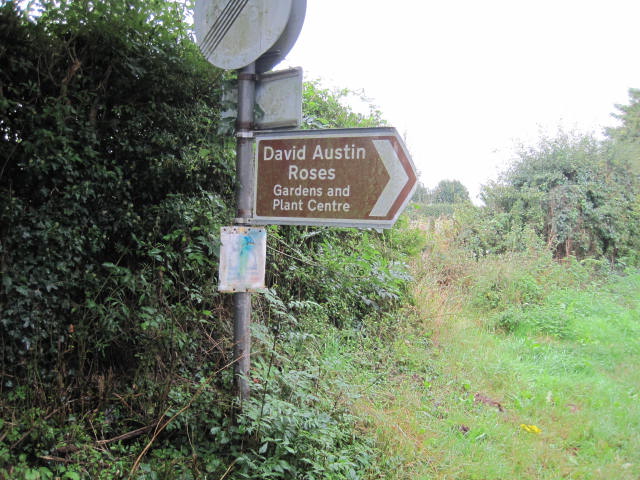 David Austin
Roses
Gardens and
Plant Centre